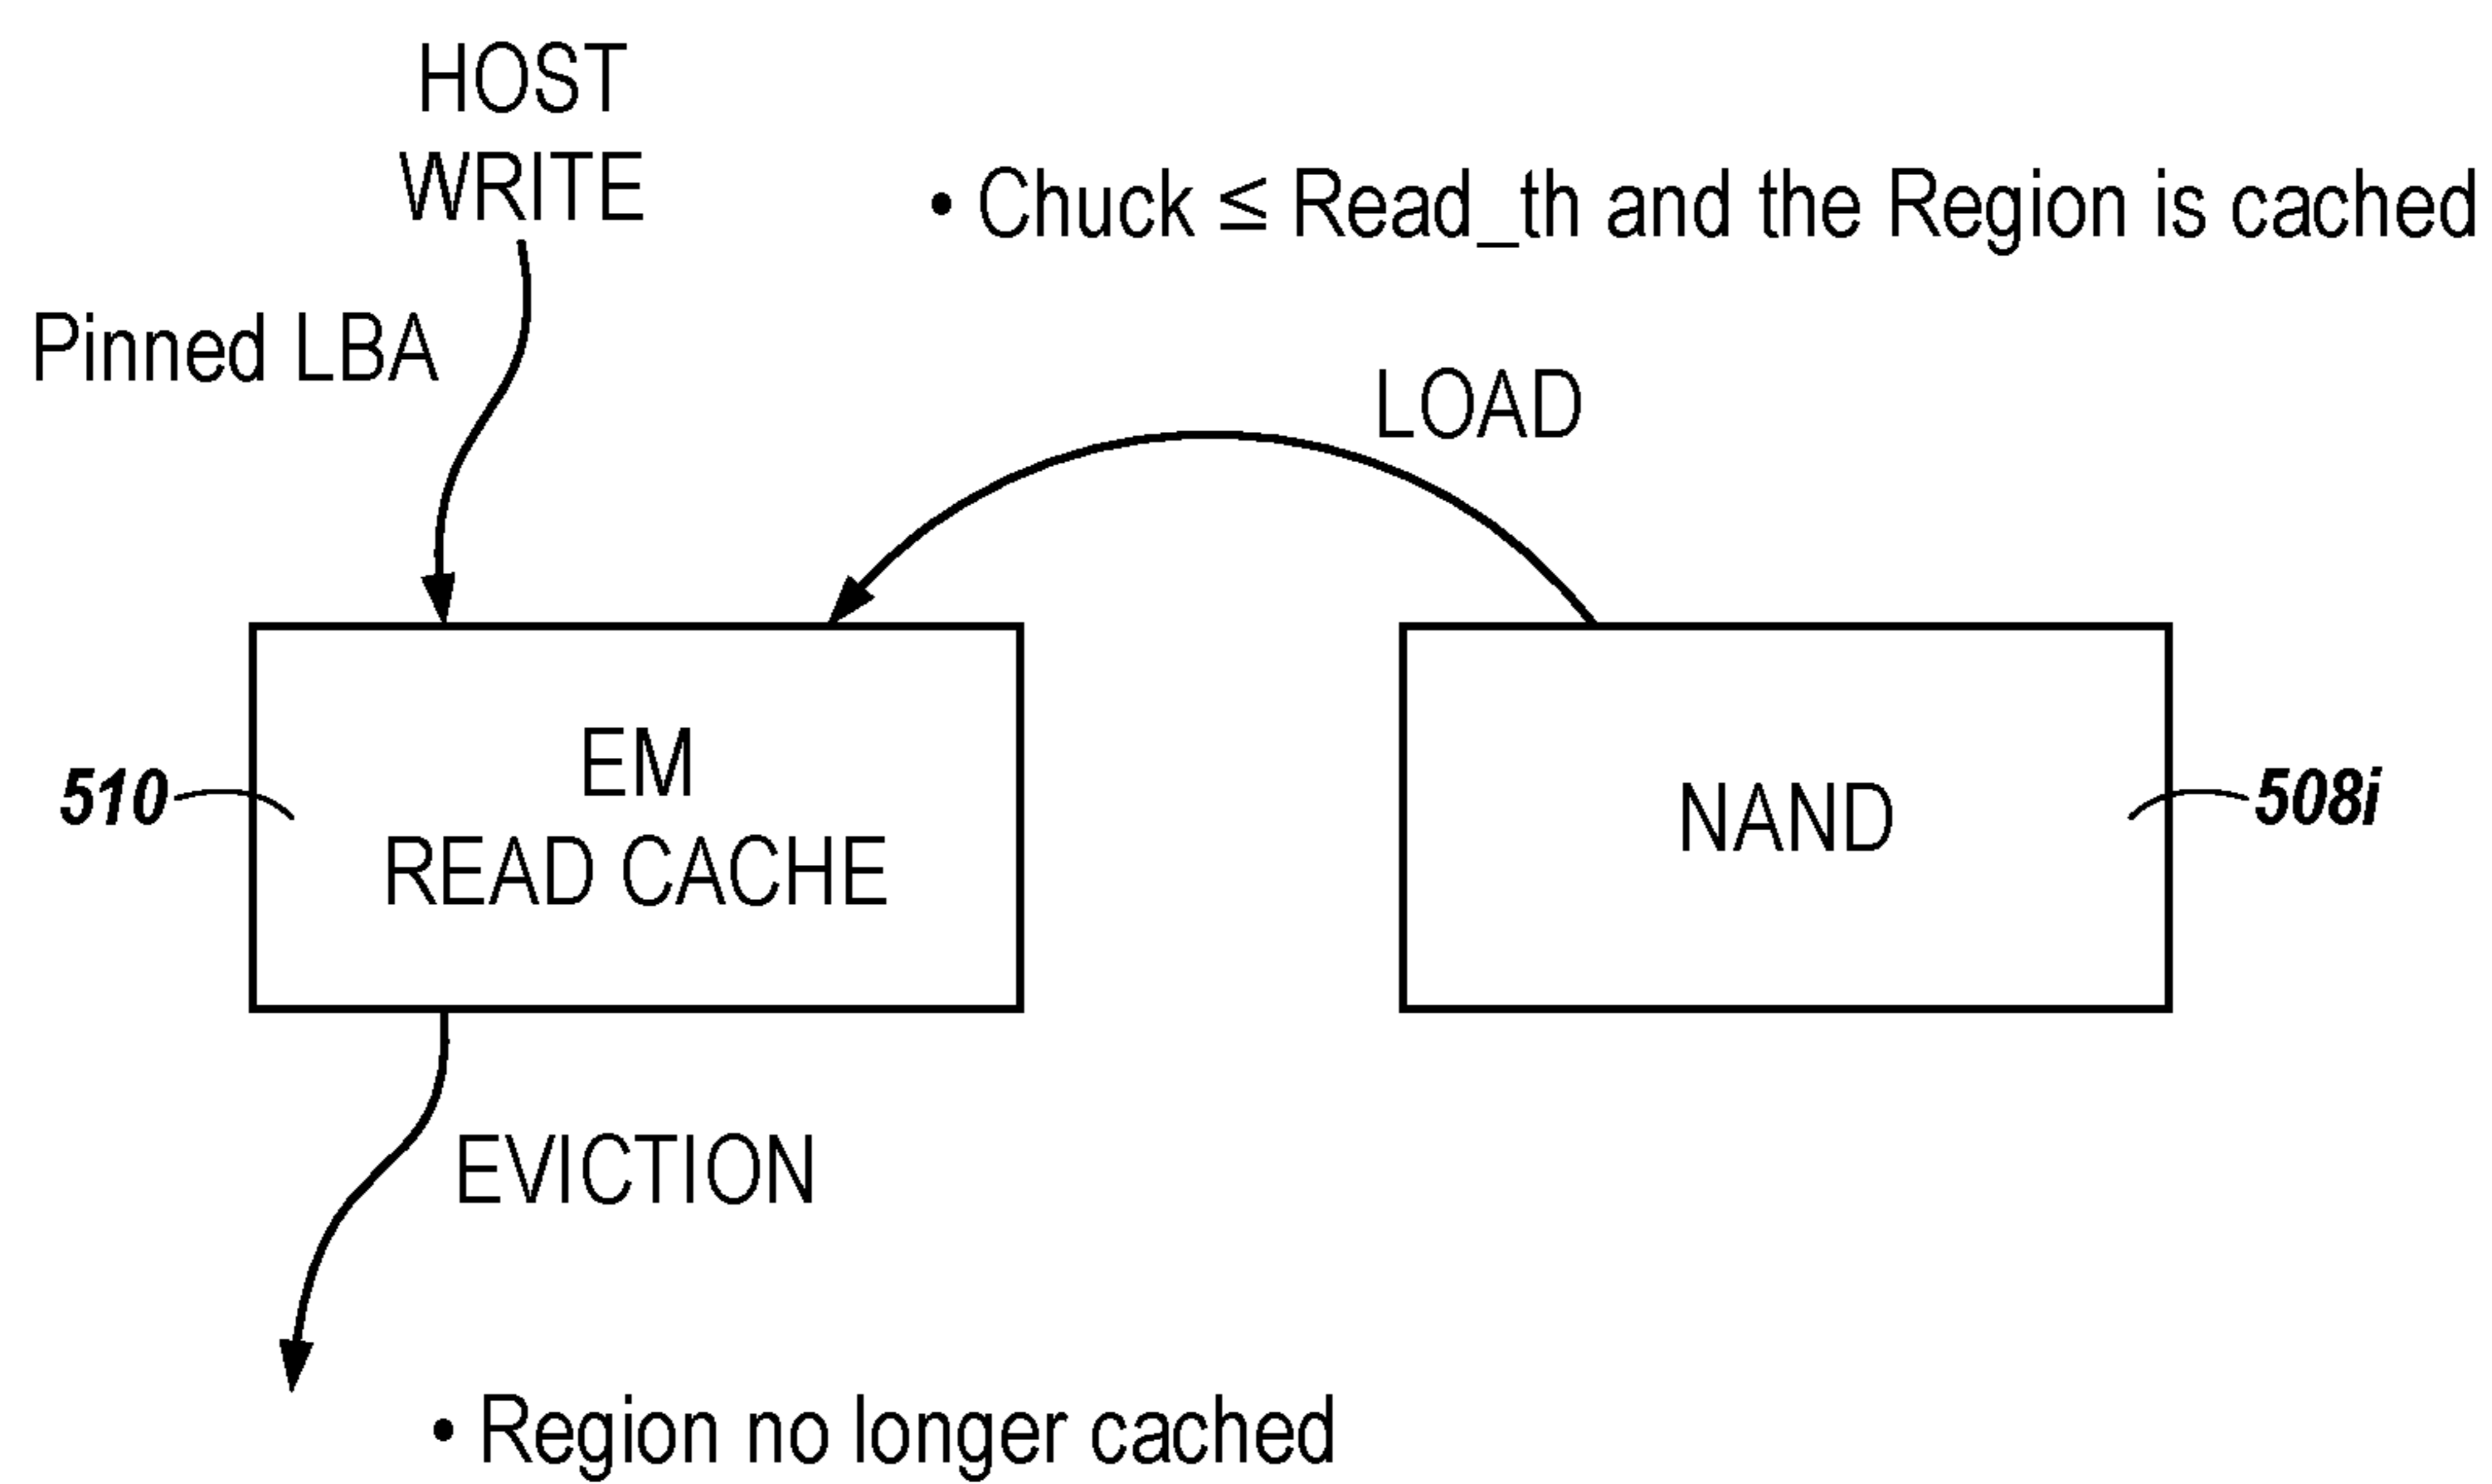 HOST
WRITE
• Chuck ≤ Read_th and the Region is cached
Pinned LBA
LOAD
EM
READ CACHE
510
NAND
508i
EVICTION
• Region no longer cached